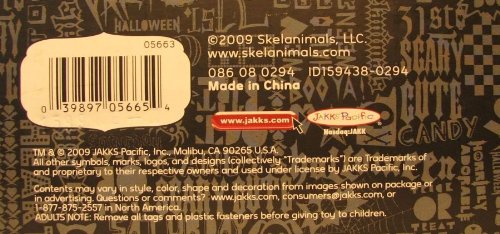 HALLOWEEN
31ST
SCARY
CUTE
CANDY
OR
TREAT
05663
0 39897 05665 4
©2009 Skelanimals, LLC.
www.skelanimals.com
086 08 0294 ID159438-0294
Made in China
www.jakks.com
JAKKS Pacific
Nasdaq:JAKK
TM & © 2009 JAKKS Pacific, Inc., Malibu, CA 90265 U.S.A.
All other symbols, marks, logos, and designs (collectively "Trademarks") are Trademarks of
and proprietary to their respective owners and used under license by JAKKS Pacific, Inc.
Contents may vary in style, color, shape and decoration from images shown on package or
in advertising. Questions or comments? www.jakks.com, consumers@jakks.com, or
1-877-875-2557 in North America.
ADULTS NOTE: Remove all tags and plastic fasteners before giving toy to children.